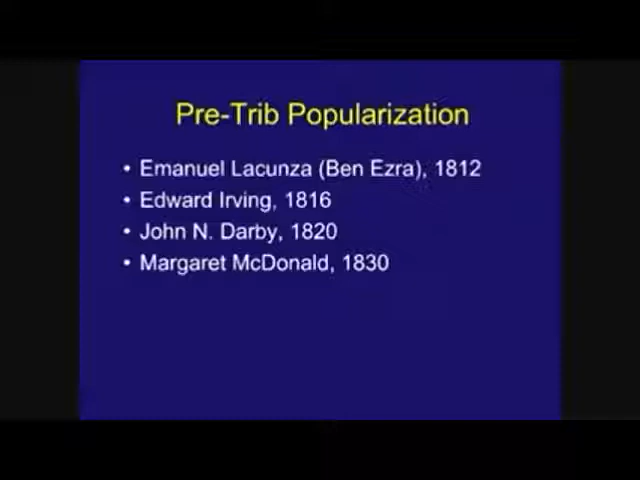 Pre-Trib Popularization
• Emanuel Lacunza (Ben Ezra), 1812
• Edward Irving, 1816
• John N. Darby, 1820
• Margaret McDonald, 1830